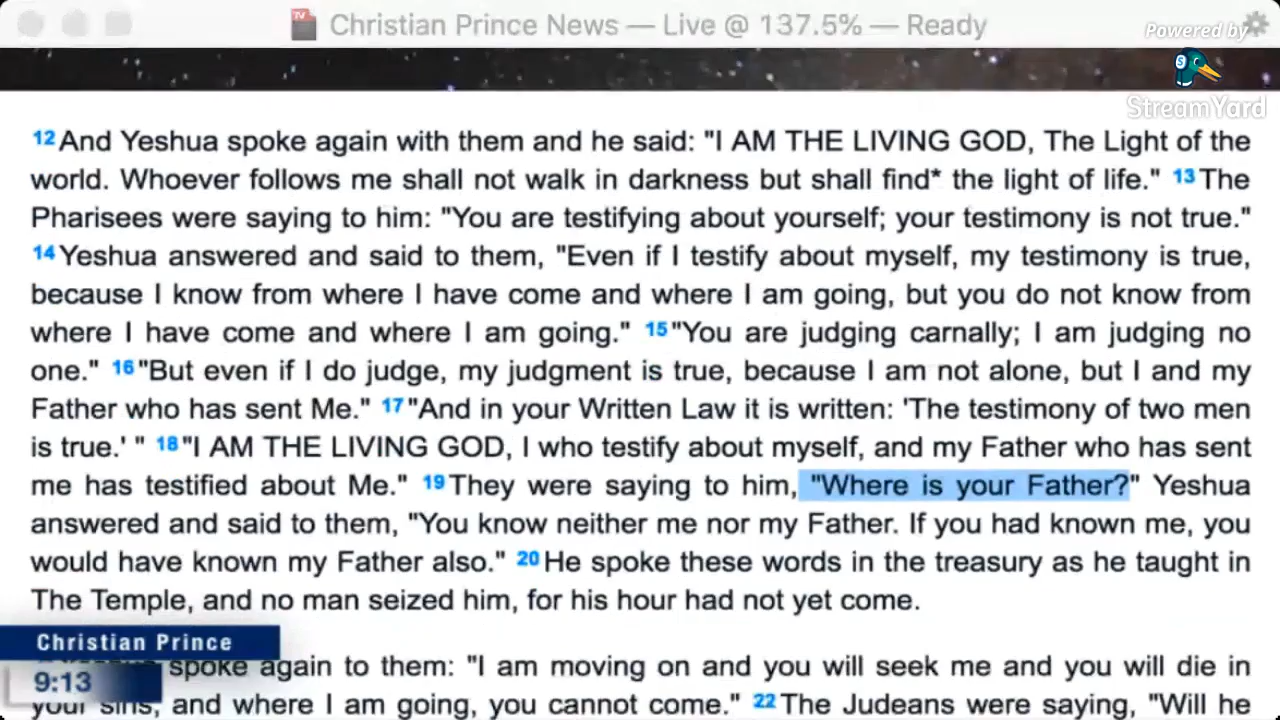 Christian Prince News — Live @ 137.5% — Ready
Powered by
StreamYard
12 And Yeshua spoke again with them and he said: "I AM THE LIVING GOD, The Light of the
world. Whoever follows me shall not walk in darkness but shall find* the light of life." 13 The
Pharisees were saying to him: "You are testifying about yourself; your testimony is not true."
14 Yeshua answered and said to them, "Even if I testify about myself, my testimony is true,
because I know from where I have come and where I am going, but you do not know from
where I have come and where I am going." 15 "You are judging carnally; I am judging no
one." 16 "But even if I do judge, my judgment is true, because I am not alone, but I and my
Father who has sent Me." 17 "And in your Written Law it is written: 'The testimony of two men
is true.' " 18 "I AM THE LIVING GOD, I who testify about myself, and my Father who has sent
me has testified about Me." 19 They were saying to him, "Where is your Father?" Yeshua
answered and said to them, "You know neither me nor my Father. If you had known me, you
would have known my Father also." 20 He spoke these words in the treasury as he taught in
The Temple, and no man seized him, for his hour had not yet come.
Christian Prince
spoke again to them: "I am moving on and you will seek me and you will die in
9:13
your sins, and where I am going, you cannot come." 22 The Judeans were saying, "Will he